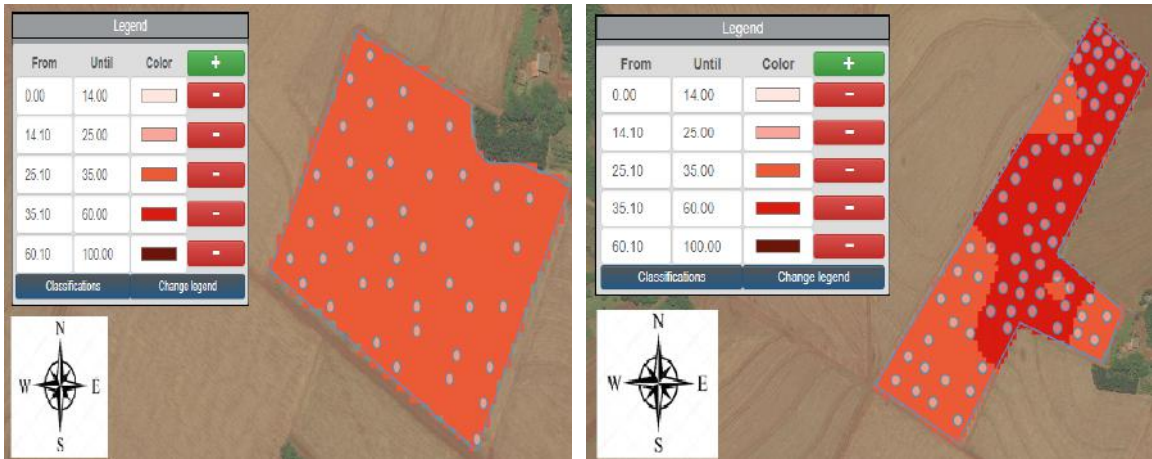 Legend
From Until Color +
0.00 14.00 -
14.10 25.00 -
25.10 35.00 -
35.10 60.00 -
60.10 100.00 -
Classifications Change legend
N
W E
S
Legend
From Until Color +
0.00 14.00 -
14.10 25.00 -
25.10 35.00 -
35.10 60.00 -
60.10 100.00 -
Classifications Change legend
N
W E
S